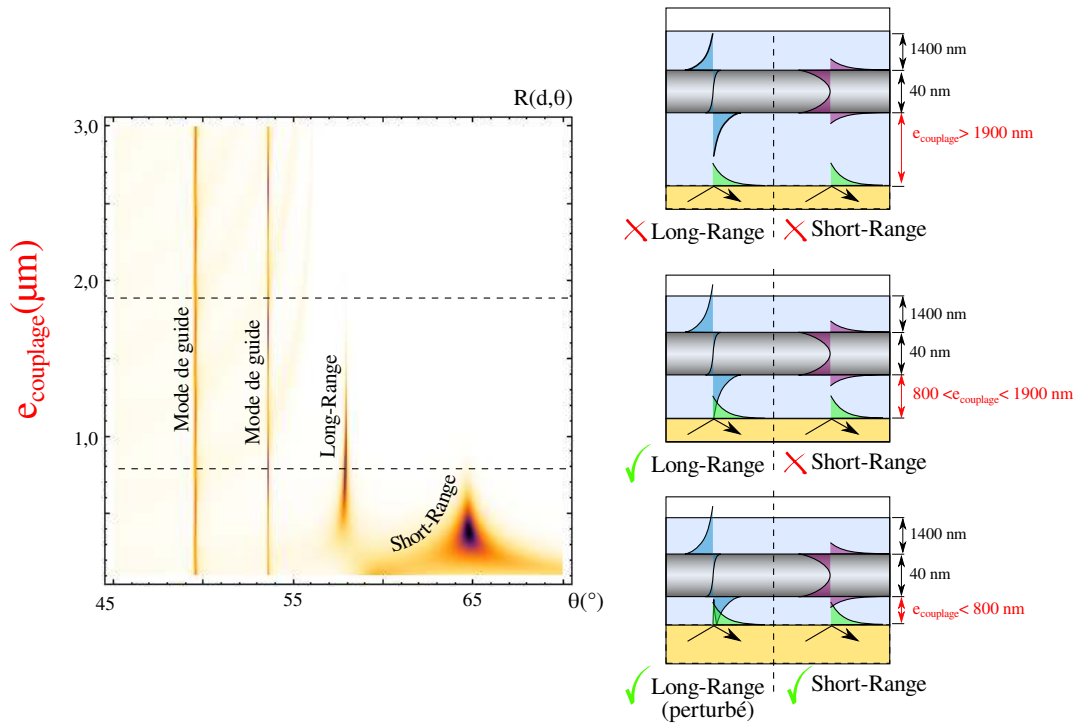 R(d,θ)
3,0
2,0
1,0
e_couplage(μm)
45
55
65
θ(°)
Mode de guide
Mode de guide
Long-Range
Short-Range
1400 nm
40 nm
e_couplage> 1900 nm
Long-Range
Short-Range
1400 nm
40 nm
800 <e_couplage< 1900 nm
Long-Range
Short-Range
1400 nm
40 nm
e_couplage< 800 nm
Long-Range
(perturbé)
Short-Range